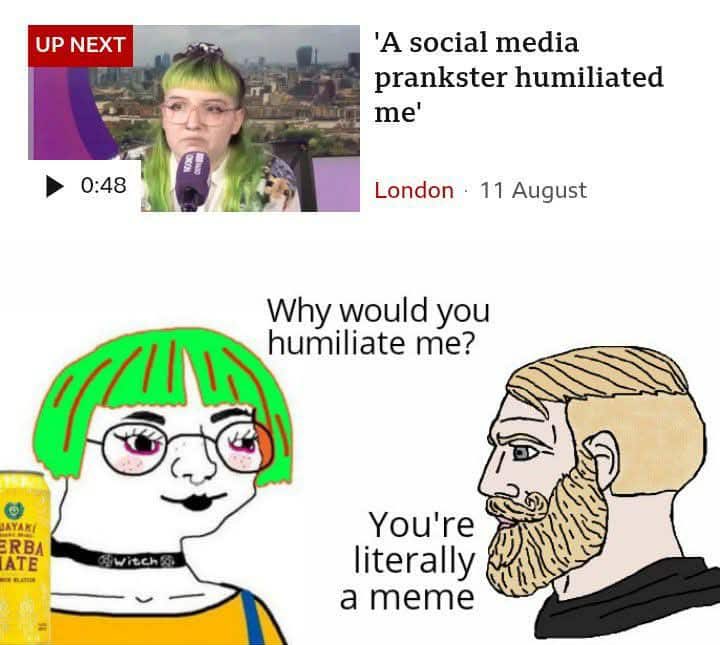 UP NEXT
'A social media
prankster humiliated
me'
0:48
London · 11 August
Why would you
humiliate me?
You're
literally
a meme
Witch
UAYAKI
ERBA
IATE